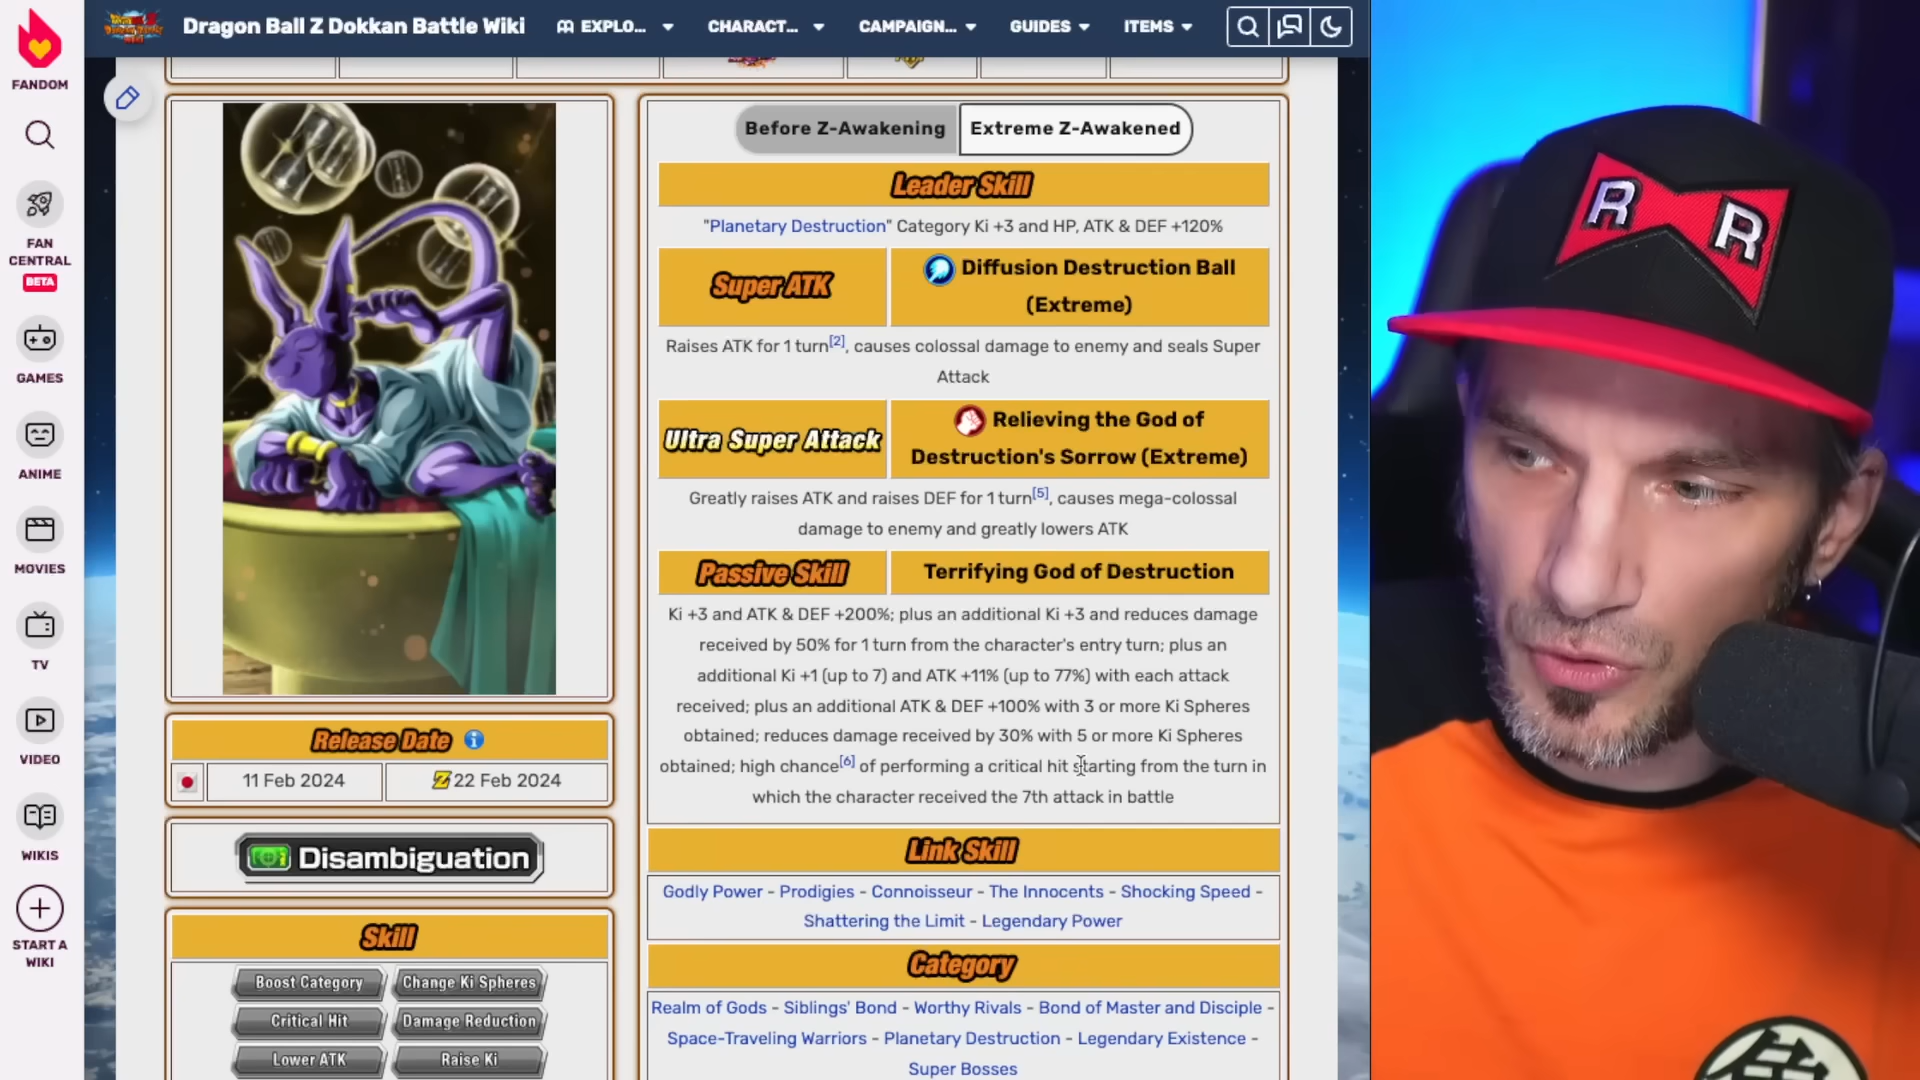 Dragon Ball Z Dokkan Battle Wiki
EXPLO...
CHARACT...
CAMPAIGN...
GUIDES
ITEMS
FANDOM
FAN CENTRAL
BETA
GAMES
ANIME
MOVIES
TV
VIDEO
WIKIS
START A WIKI
Release Date
11 Feb 2024
Z 22 Feb 2024
Disambiguation
Skill
Boost Category
Change Ki Spheres
Critical Hit
Damage Reduction
Lower ATK
Raise Ki
Before Z-Awakening
Extreme Z-Awakened
Leader Skill
"Planetary Destruction" Category Ki +3 and HP, ATK & DEF +120%
Super ATK
Diffusion Destruction Ball
(Extreme)
Raises ATK for 1 turn[2], causes colossal damage to enemy and seals Super
Attack
Ultra Super Attack
Relieving the God of
Destruction's Sorrow (Extreme)
Greatly raises ATK and raises DEF for 1 turn[5], causes mega-colossal
damage to enemy and greatly lowers ATK
Passive Skill
Terrifying God of Destruction
Ki +3 and ATK & DEF +200%; plus an additional Ki +3 and reduces damage
received by 50% for 1 turn from the character's entry turn; plus an
additional Ki +1 (up to 7) and ATK +11% (up to 77%) with each attack
received; plus an additional ATK & DEF +100% with 3 or more Ki Spheres
obtained; reduces damage received by 30% with 5 or more Ki Spheres
obtained; high chance[6] of performing a critical hit starting from the turn in
which the character received the 7th attack in battle
Link Skill
Godly Power - Prodigies - Connoisseur - The Innocents - Shocking Speed -
Shattering the Limit - Legendary Power
Category
Realm of Gods - Siblings' Bond - Worthy Rivals - Bond of Master and Disciple -
Space-Traveling Warriors - Planetary Destruction - Legendary Existence -
Super Bosses
R R
亀